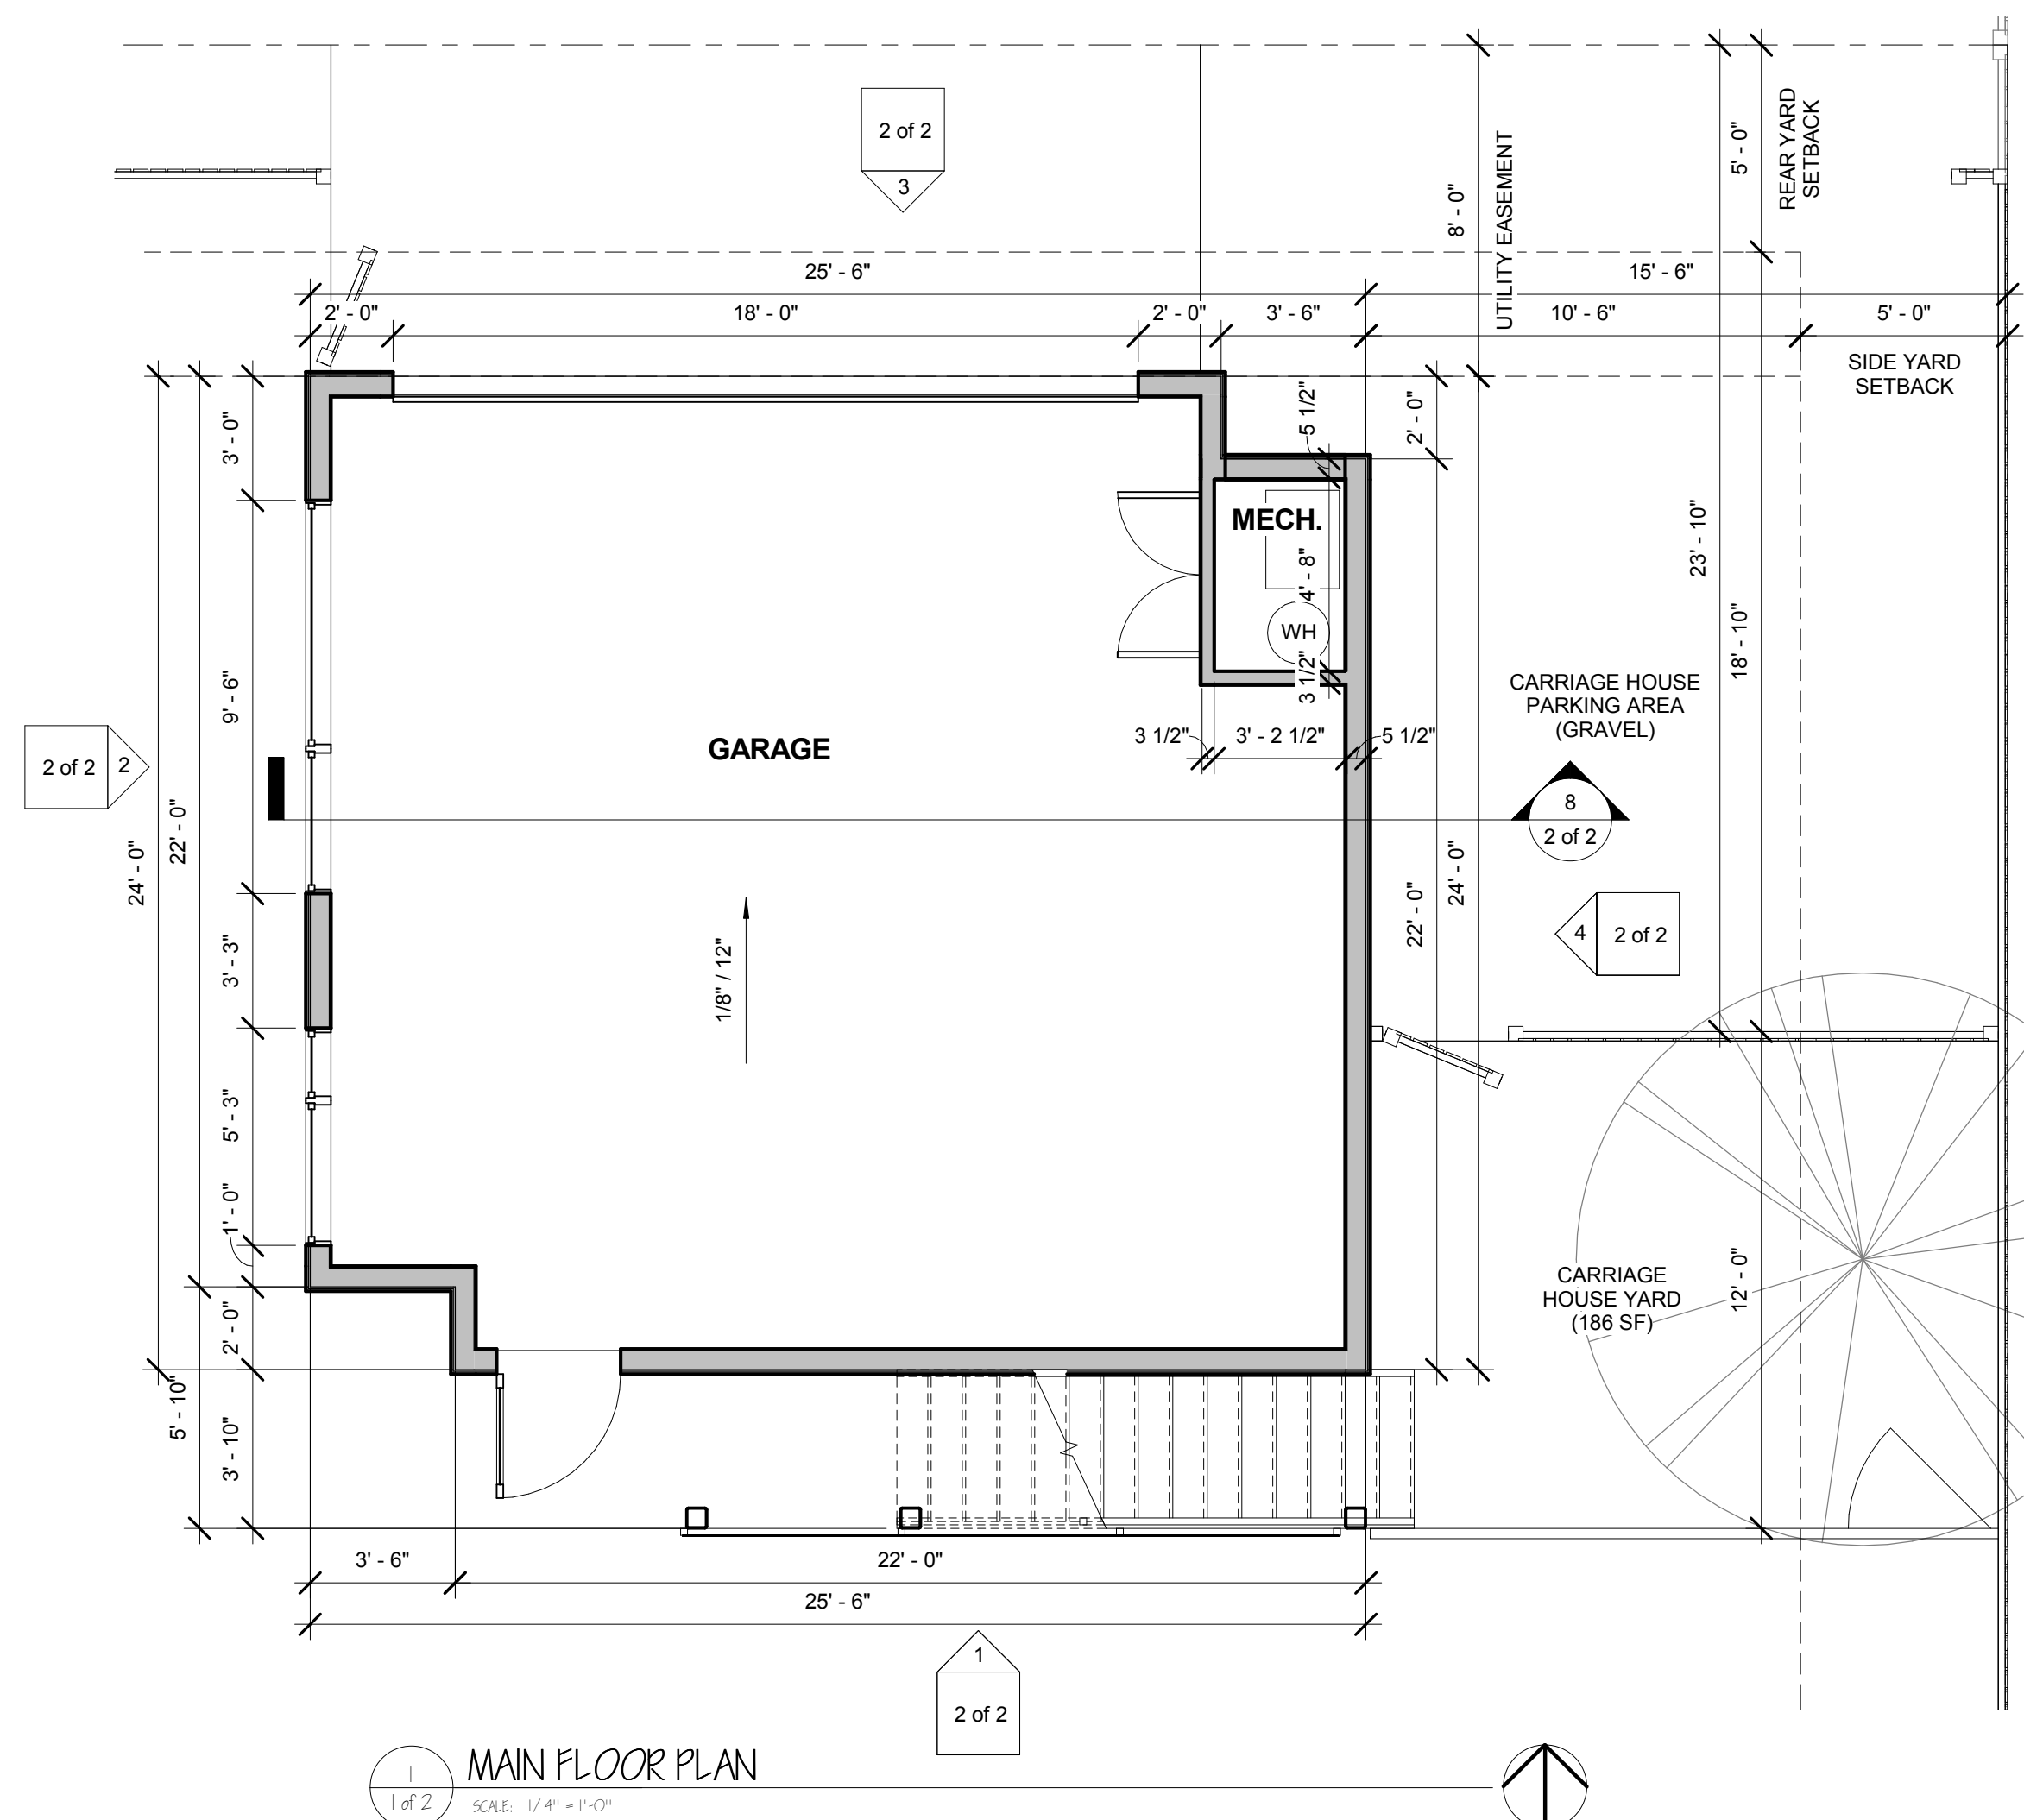 2 of 2
3
8' - 0"
UTILITY EASEMENT
5' - 0"
REAR YARD
SETBACK
25' - 6"
15' - 6"
2' - 0"
18' - 0"
2' - 0"
3' - 6"
10' - 6"
5' - 0"
SIDE YARD
SETBACK
3' - 0"
5 1/2"
2' - 0"
MECH.
4' - 8"
WH
3 1/2"
23' - 10"
18' - 10"
9' - 6"
CARRIAGE HOUSE
PARKING AREA
(GRAVEL)
GARAGE
3 1/2"
3' - 2 1/2"
5 1/2"
2 of 2
2
8
2 of 2
24' - 0"
22' - 0"
22' - 0"
24' - 0"
4
2 of 2
3' - 3"
1/8" / 12"
5' - 3"
1' - 0"
2' - 0"
CARRIAGE
HOUSE YARD
(186 SF)
12' - 0"
5' - 10"
3' - 10"
3' - 6"
22' - 0"
25' - 6"
1
2 of 2
1
1 of 2
MAIN FLOOR PLAN
SCALE: 1/4" = 1'-0"